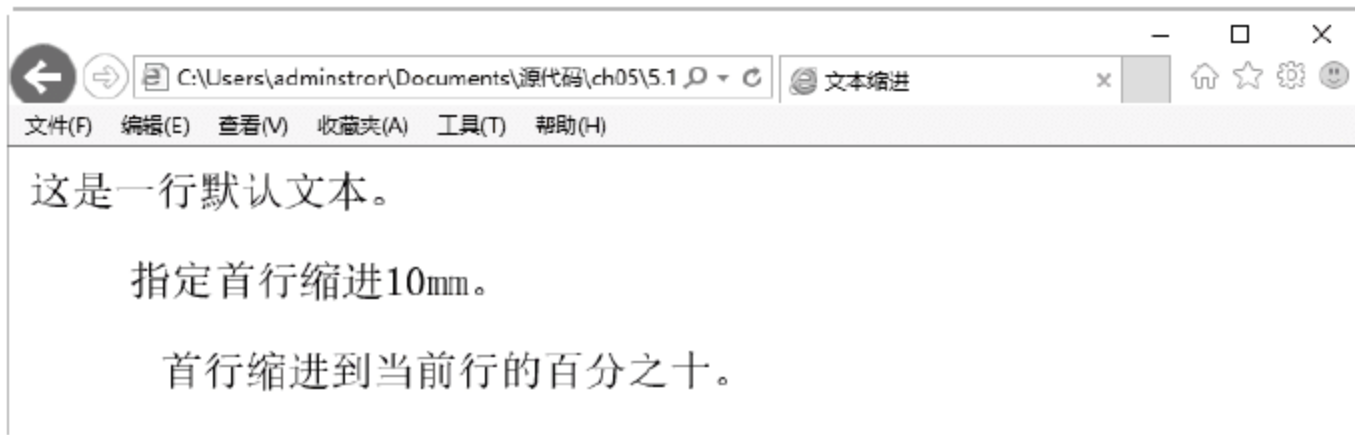 C:\Users\adminstror\Documents\源代码\ch05\5.1
文本缩进
文件(F) 编辑(E) 查看(V) 收藏夹(A) 工具(T) 帮助(H)
这是一行默认文本。
指定首行缩进10mm。
首行缩进到当前行的百分之十。